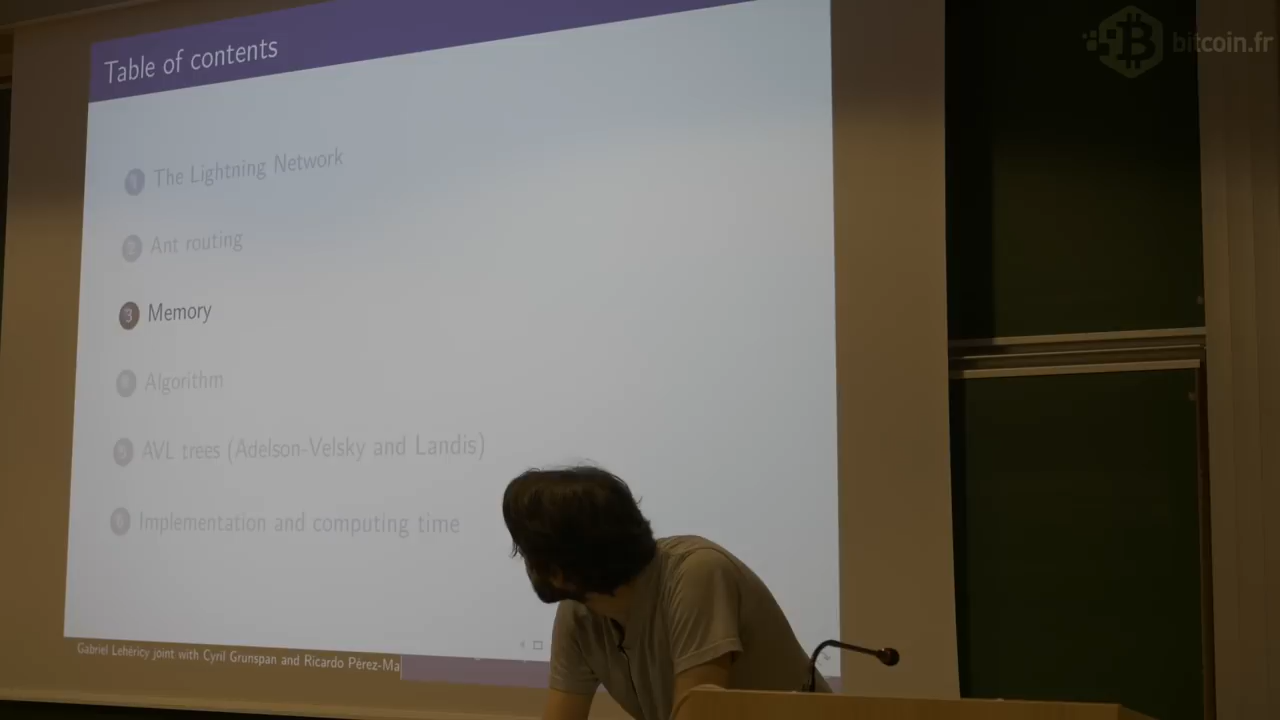 Table of contents
1 The Lightning Network
2 Ant routing
3 Memory
4 Algorithm
5 AVL trees (Adelson-Velsky and Landis)
6 Implementation and computing time
Gabriel Lehéricy joint with Cyril Grunspan and Ricardo Pérez-Ma
bitcoin.fr